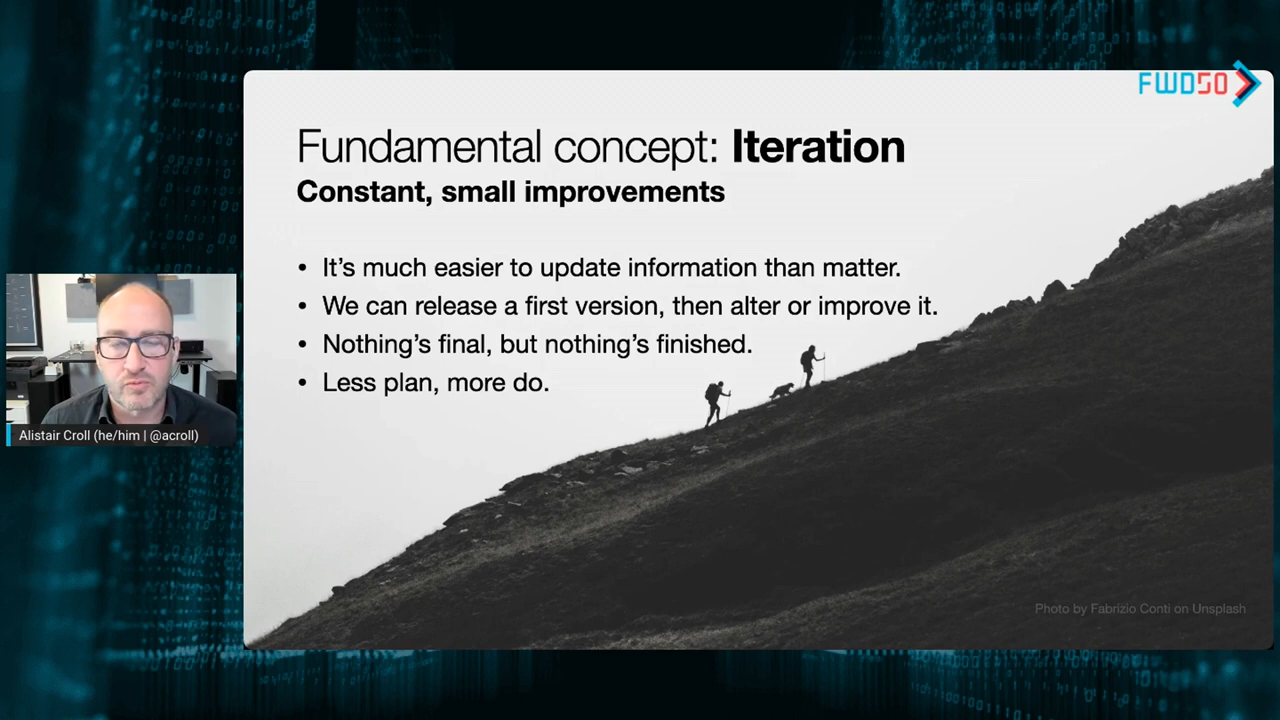 FWD50
Fundamental concept: Iteration
Constant, small improvements
• It's much easier to update information than matter.
• We can release a first version, then alter or improve it.
• Nothing's final, but nothing's finished.
• Less plan, more do.
Alistair Croll (he/him | @acroll)
Photo by Fabrizio Conti on Unsplash